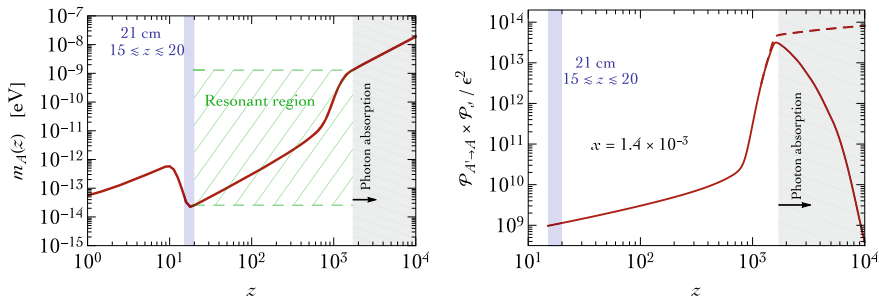 10⁻⁷
10⁻⁸
10⁻⁹
10⁻¹⁰
10⁻¹¹
10⁻¹²
10⁻¹³
10⁻¹⁴
10⁻¹⁵
m_A(z) [eV]
21 cm
15 ≲ z ≲ 20
Resonant region
Photon absorption
10⁰
10¹
10²
10³
10⁴
z
10¹⁴
10¹³
10¹²
10¹¹
10¹⁰
10⁹
𝒫_{A'→A} × 𝒫 / ϵ²
21 cm
15 ≲ z ≲ 20
x = 1.4 × 10⁻³
Photon absorption
10
10²
10³
10⁴
z